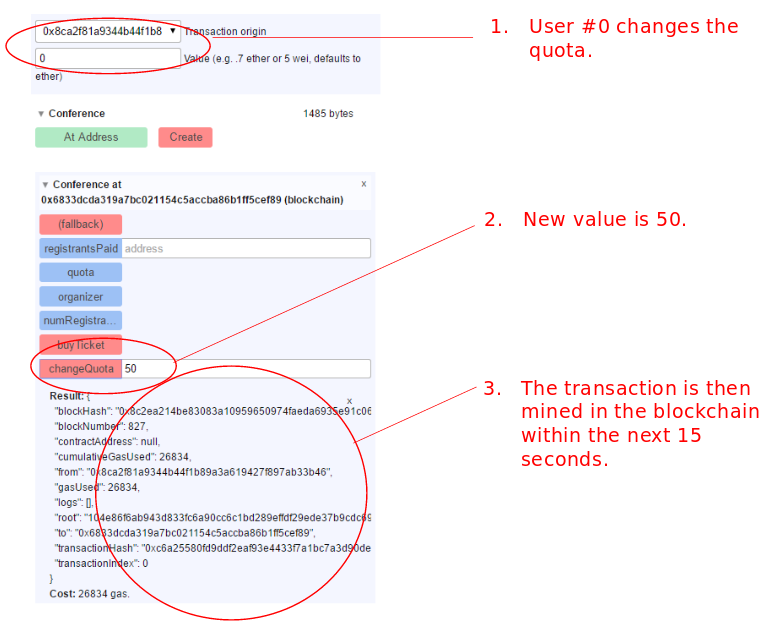 0x8ca2f81a9344b44f1b8 Transaction origin
0 Value (e.g. .7 ether or 5 wei, defaults to
ether)
Conference 1485 bytes
At Address Create
Conference at x
0x6833dcda319a7bc021154c5accba86b1ff5cef89 (blockchain)
(fallback)
registrantsPaid address
quota
organizer
numRegistra...
buyTicket
changeQuota 50
Result: {
x
"blockHash": "0x8c2ea214be83083a10959650974faeda6935e91c06
"blockNumber": 827,
"contractAddress": null,
"cumulativeGasUsed": 26834,
"from": "0x8ca2f81a9344b44f1b89a3a619427f897ab33b46",
"gasUsed": 26834,
"logs": [],
"root": "104e86f6ab943d833fc6a90cc6c1bd289effdf29ede37b9cdc69
"to": "0x6833dcda319a7bc021154c5accba86b1ff5cef89",
"transactionHash": "0xc6a25580fd9ddf2eaf93e4433f7a1bc7a3d90de
"transactionIndex": 0
}
Cost: 26834 gas.
1. User #0 changes the
quota.
2. New value is 50.
3. The transaction is then
mined in the blockchain
within the next 15
seconds.